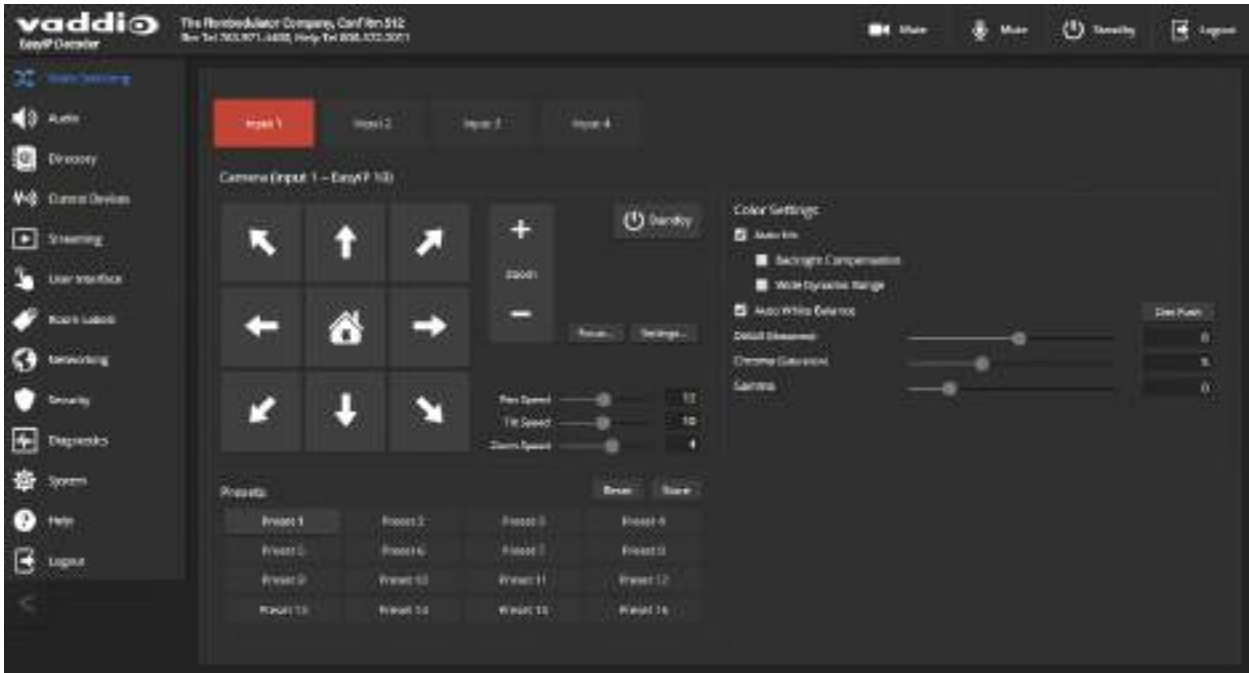 vaddio
The Company, Conf Rm 512
EasyIP Decoder
Mute
Mute
Standby
Logout
Audio
Directory
Control Devices
Streaming
User Interface
Room Labels
Networking
Security
Diagnostics
System
Help
Logout
Input 1 Input 2 Input 3 Input 4
Camera (Input 1 – EasyIP 10)
Standby
+
Zoom
−
Focus... Settings...
Pan Speed
Tilt Speed 10
Zoom Speed 4
Color Settings
Auto Iris
Backlight Compensation
Wide Dynamic Range
Auto White Balance One Push
Detail (Sharpness)
Chroma (Saturation)
Gamma 0
Presets
Reset Store
Preset 1 Preset 2 Preset 3 Preset 4
Preset 5 Preset 6 Preset 7 Preset 8
Preset 9 Preset 10 Preset 11 Preset 12
Preset 13 Preset 14 Preset 15 Preset 16